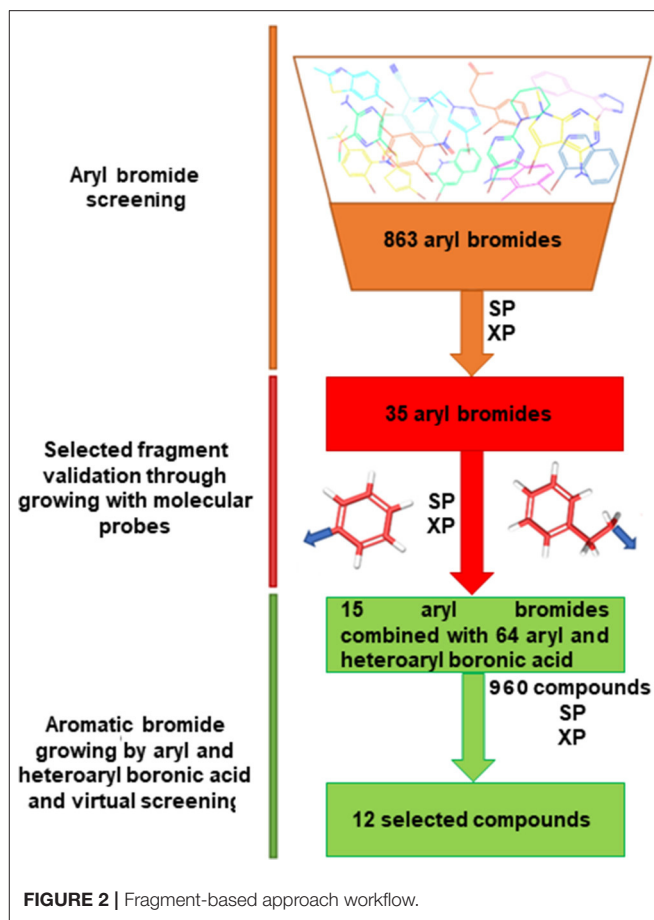 Aryl bromide
screening
863 aryl bromides
SP
XP
35 aryl bromides
Selected fragment
validation through
growing with molecular
probes
SP
XP
15 aryl bromides
combined with 64 aryl and
heteroaryl boronic acid
960 compounds
SP
XP
Aromatic bromide
growing by aryl and
heteroaryl boronic acid
and virtual screening
12 selected compounds
FIGURE 2 | Fragment-based approach workflow.